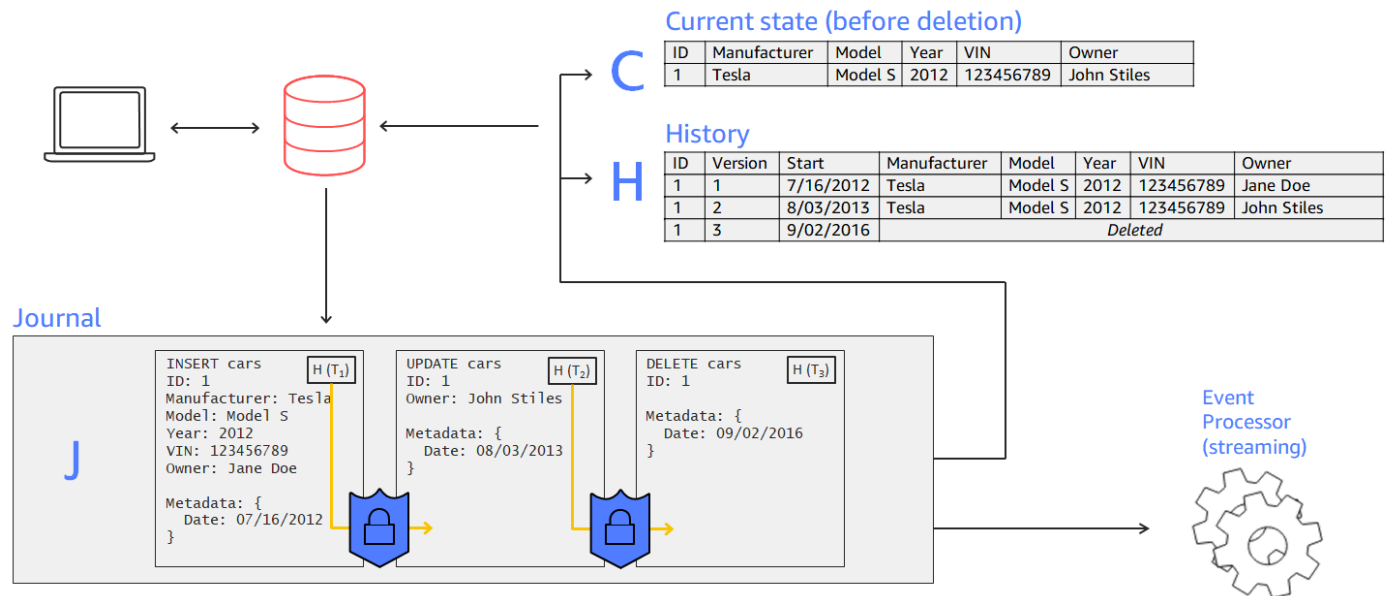 Current state (before deletion)
C
ID Manufacturer Model Year VIN Owner
1 Tesla Model S 2012 123456789 John Stiles
History
H
ID Version Start Manufacturer Model Year VIN Owner
1 1 7/16/2012 Tesla Model S 2012 123456789 Jane Doe
1 2 8/03/2013 Tesla Model S 2012 123456789 John Stiles
1 3 9/02/2016 Deleted
Journal
J
INSERT cars
H (T₁)
ID: 1
Manufacturer: Tesla
Model: Model S
Year: 2012
VIN: 123456789
Owner: Jane Doe
Metadata: {
Date: 07/16/2012
}
UPDATE cars
H (T₂)
ID: 1
Owner: John Stiles
Metadata: {
Date: 08/03/2013
}
DELETE cars
H (T₃)
ID: 1
Metadata: {
Date: 09/02/2016
}
Event
Processor
(streaming)